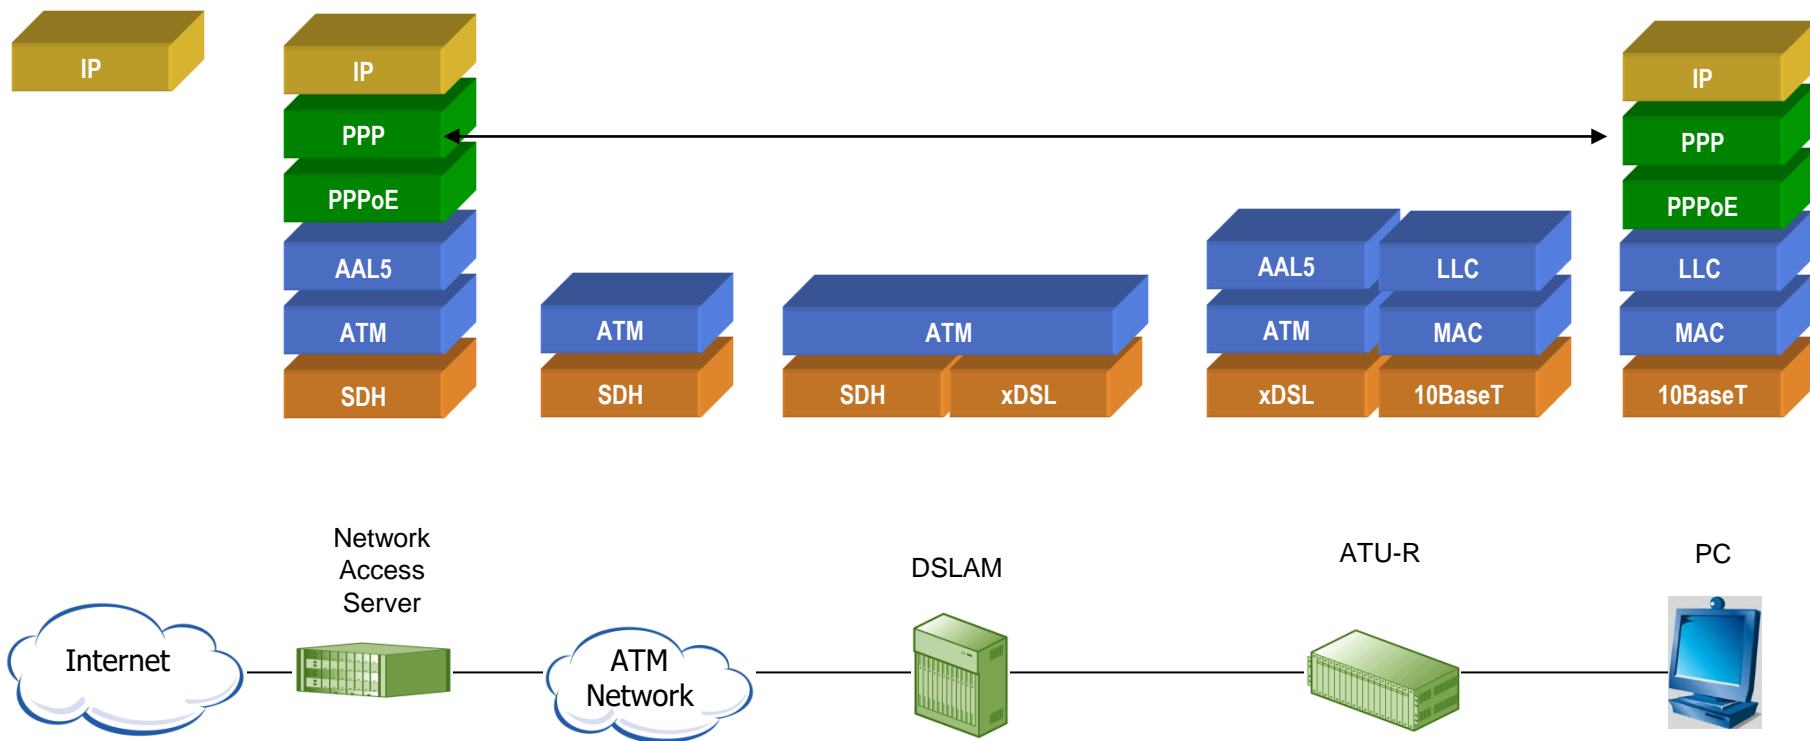 IP
IP
PPP
PPPoE
AAL5
ATM
SDH
ATM
SDH
ATM
SDH
xDSL
AAL5
ATM
xDSL
LLC
MAC
10BaseT
IP
PPP
PPPoE
LLC
MAC
10BaseT
Internet
Network
Access
Server
ATM
Network
DSLAM
ATU-R
PC